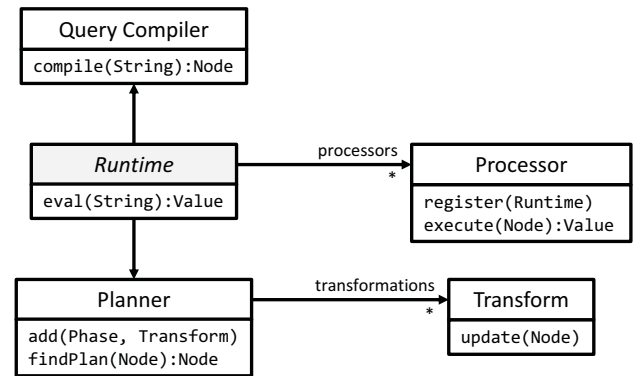 Query Compiler
compile(String):Node
Runtime
eval(String):Value
processors
*
Processor
register(Runtime)
execute(Node):Value
Planner
add(Phase, Transform)
findPlan(Node):Node
transformations
*
Transform
update(Node)